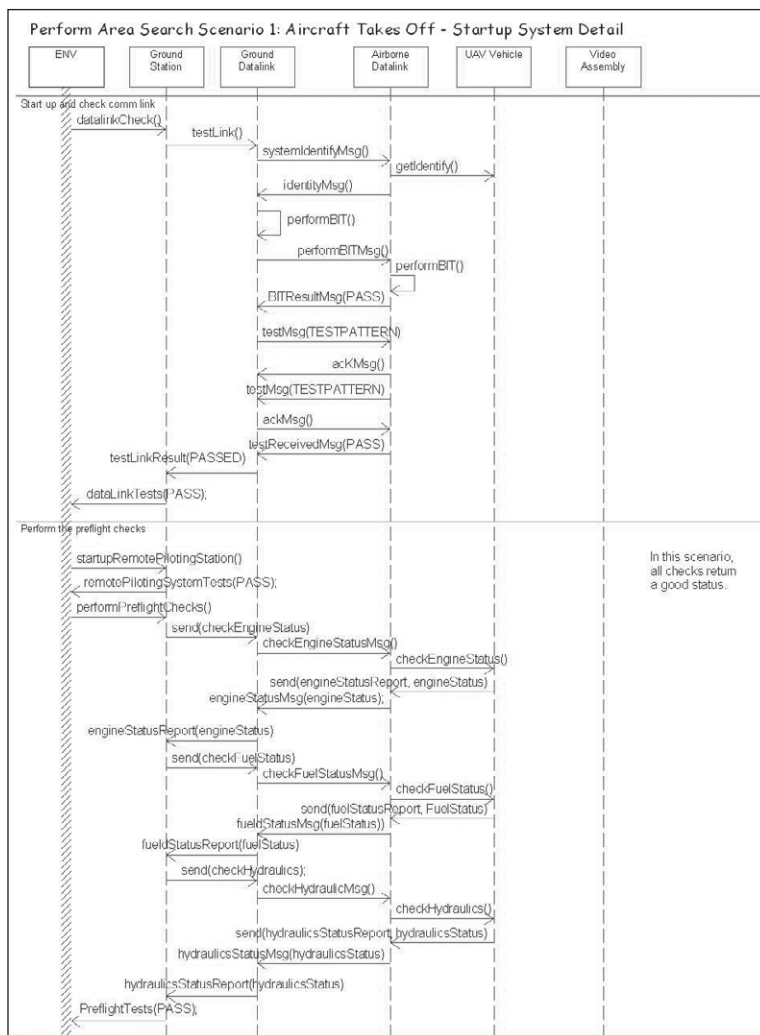 Perform Area Search Scenario 1: Aircraft Takes Off - Startup System Detail
ENV
Ground
Station
Ground
Datalink
Airborne
Datalink
UAV Vehicle
Video
Assembly
Start up and check comm link
datalinkCheck()
testLink()
systemIdentifyMsg()
getIdentify()
identityMsg()
performBIT()
performBITMsg()
performBIT()
BITResultMsg(PASS)
testMsg(TESTPATTERN)
acKMsg()
testMsg(TESTPATTERN)
ackMsg()
testReceivedMsg(PASS)
testLinkResult(PASSED)
dataLinkTests(PASS);
Perform the preflight checks
startupRemotePilotingStation()
In this scenario,
all checks return
a good status.
remotePilotingSystemTests(PASS);
performPreflightChecks()
send(checkEngineStatus)
checkEngineStatusMsg()
checkEngineStatus()
send(engineStatusReport, engineStatus)
engineStatusMsg(engineStatus);
engineStatusReport(engineStatus)
send(checkFuelStatus)
checkFuelStatusMsg()
checkFuelStatus()
send(fuelStatusReport, FuelStatus)
fueldStatusMsg(fuelStatus))
fueldStatusReport(fuelStatus)
send(checkHydraulics);
checkHydraulicMsg()
checkHydraulics()
send(hydraulicsStatusReport, hydraulicsStatus)
hydraulicsStatusMsg(hydraulicsStatus)
hydraulicsStatusReport(hydraulicsStatus)
PreflightTests(PASS);